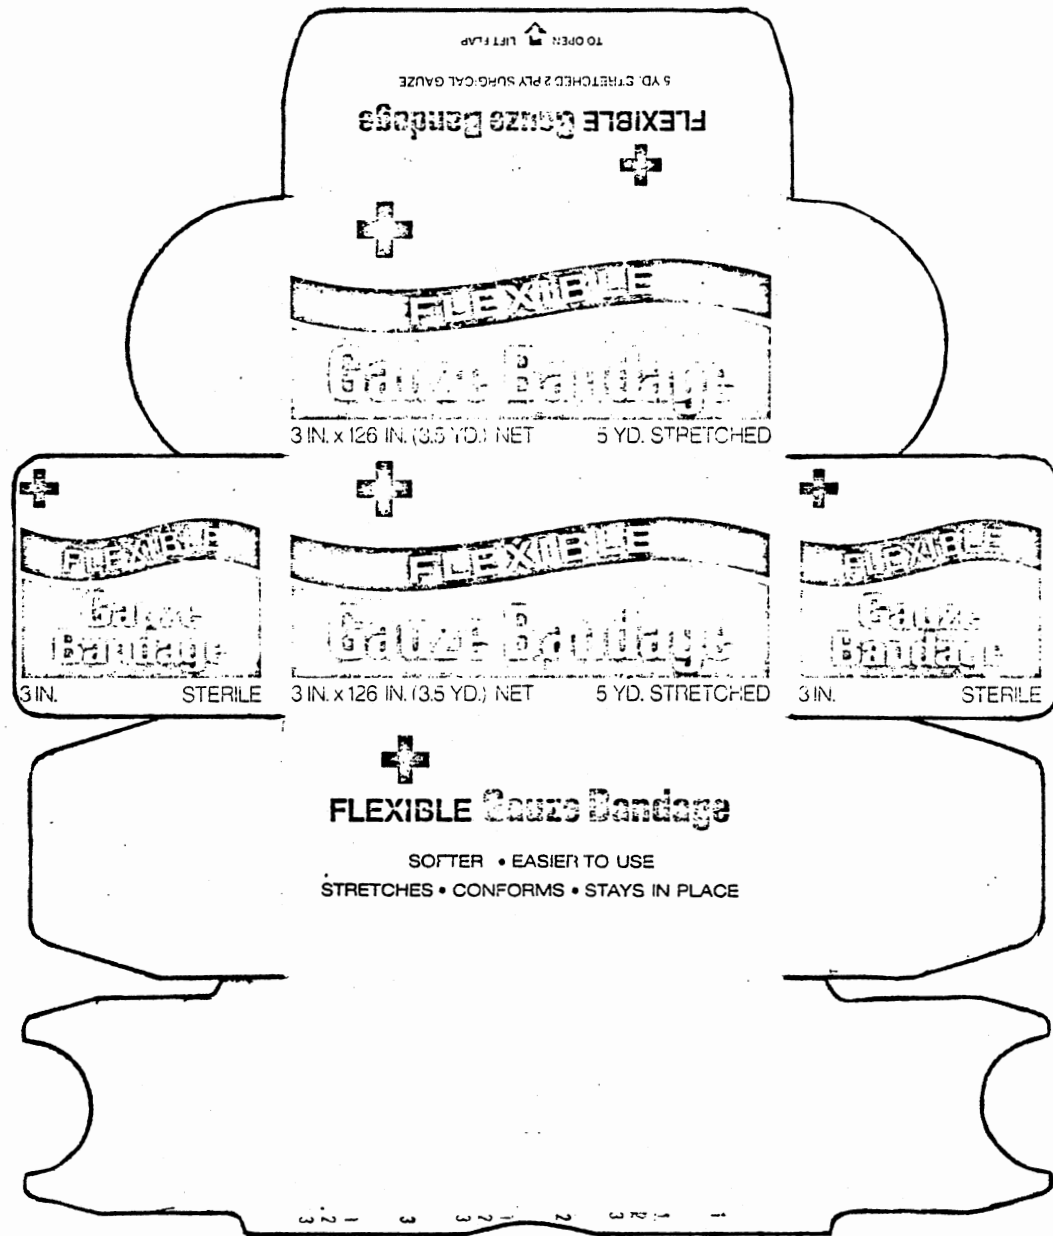 TO OPEN LIFT FLAP
5 YD. STRETCHED 2 PLY SURGICAL GAUZE
FLEXIBLE Gauze Bandage
FLEXIBLE
Gauze Bandage
3 IN. x 126 IN. (3.5 YD.) NET 5 YD. STRETCHED
FLEXIBLE
Gauze
Bandage
3 IN. STERILE
FLEXIBLE
Gauze Bandage
3 IN. x 126 IN. (3.5 YD.) NET 5 YD. STRETCHED
FLEXIBLE
Gauze
Bandage
3 IN. STERILE
FLEXIBLE Gauze Bandage
SOFTER • EASIER TO USE
STRETCHES • CONFORMS • STAYS IN PLACE